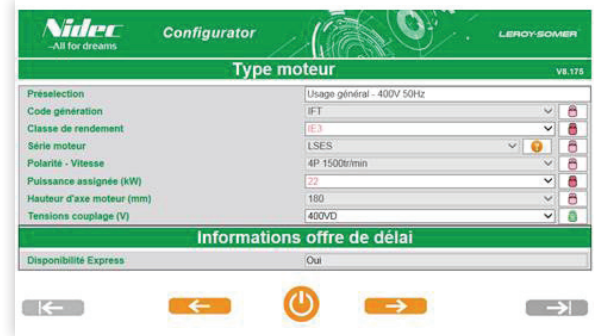 Nidec
-All for dreams
Configurator
LEROY-SOMER
Type moteur
V8.175
Préselection Usage général - 400V 50Hz
Code génération IFT
Classe de rendement IE3
Série moteur LSES
Polarité - Vitesse 4P 1500tr/min
Puissance assignée (kW) 22
Hauteur d'axe moteur (mm) 180
Tensions couplage (V) 400VD
Informations offre de délai
Disponibilité Express Oui